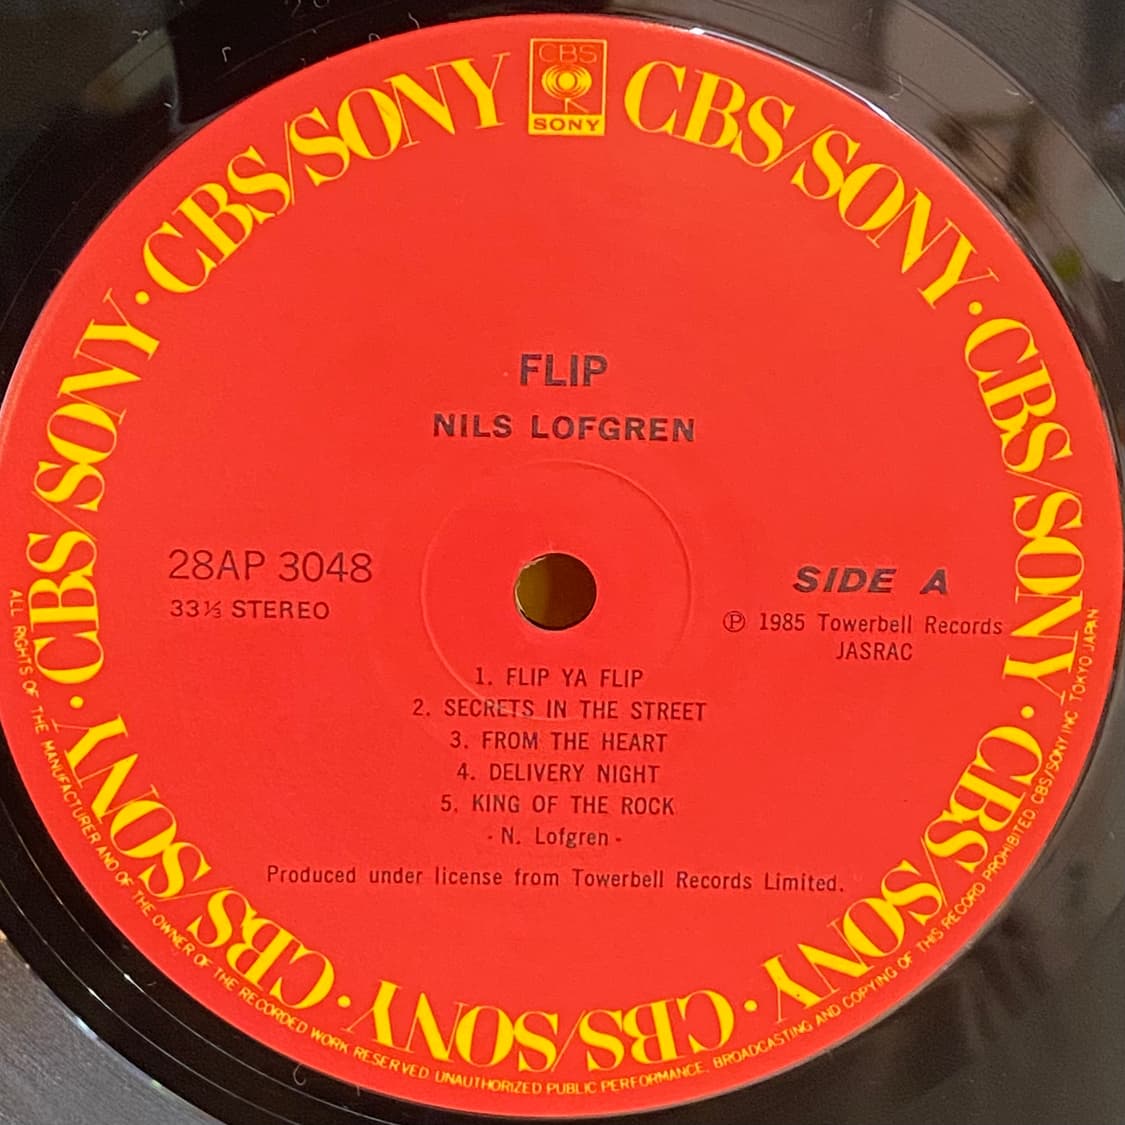 CBS
SONY
CBS/SONY · CBS/SONY · CBS/SONY · CBS/SONY · CBS/SONY · CBS/SONY · CBS/SONY · CBS/SONY
FLIP
NILS LOFGREN
28AP 3048
33⅓ STEREO
SIDE A
Ⓟ 1985 Towerbell Records
JASRAC
1. FLIP YA FLIP
2. SECRETS IN THE STREET
3. FROM THE HEART
4. DELIVERY NIGHT
5. KING OF THE ROCK
- N. Lofgren -
Produced under license from Towerbell Records Limited.
ALL RIGHTS OF THE MANUFACTURER AND OF THE OWNER OF THE RECORDED WORK RESERVED UNAUTHORIZED PUBLIC PERFORMANCE. BROADCASTING AND COPYING OF THIS RECORD PROHIBITED CBS/SONY INC TOKYO JAPAN